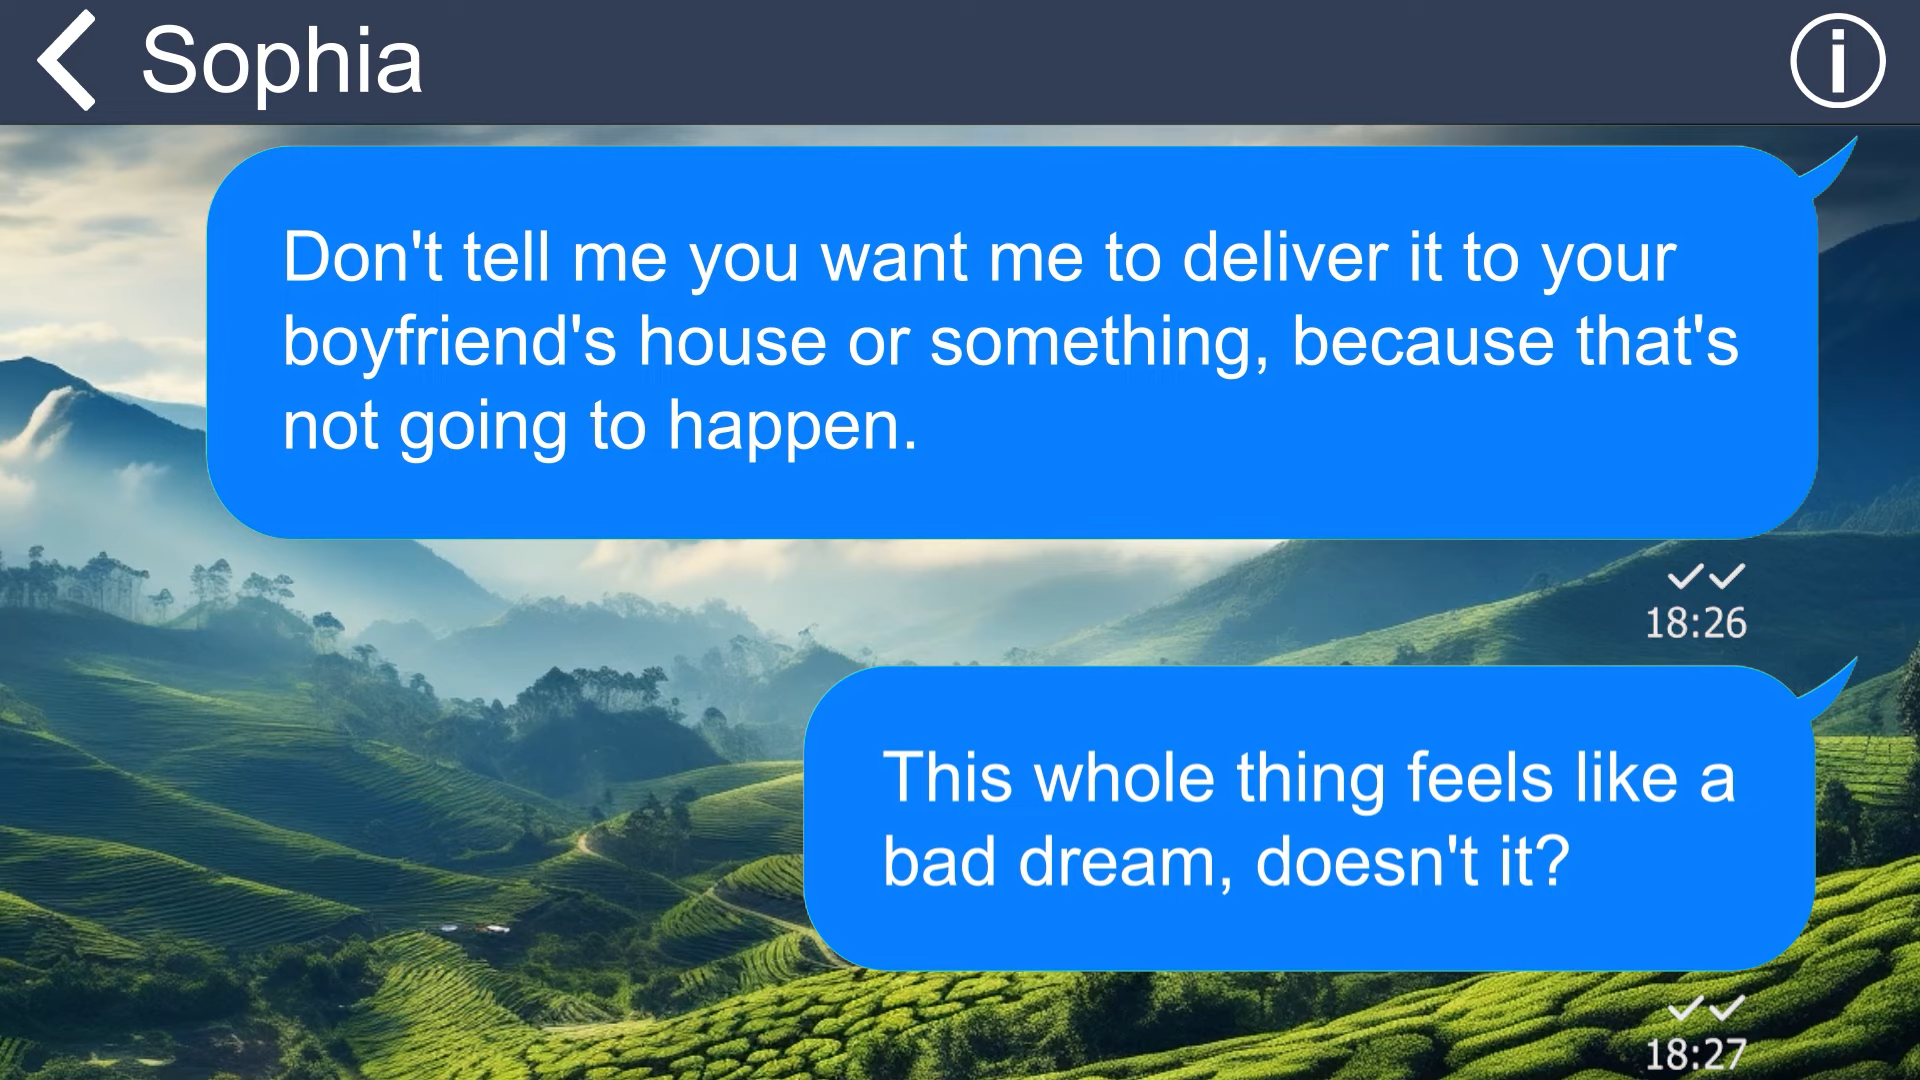 Sophia
Don't tell me you want me to deliver it to your
boyfriend's house or something, because that's
not going to happen.
18:26
This whole thing feels like a
bad dream, doesn't it?
18:27